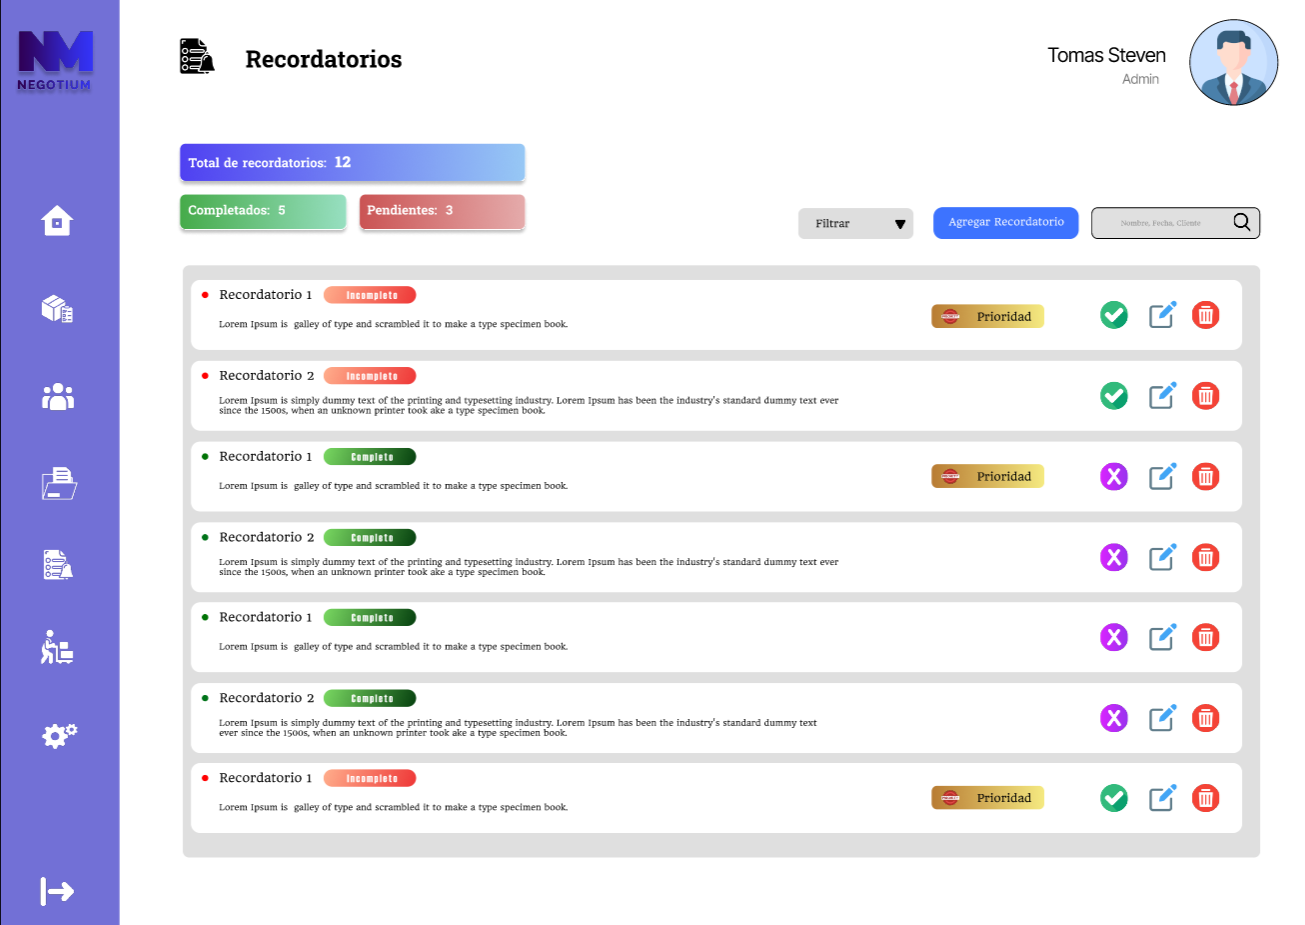 NM
NEGOTIUM
Recordatorios
Tomas Steven
Admin
Total de recordatorios: 12
Completados: 5
Pendientes: 3
Filtrar
Agregar Recordatorio
Nombre, Fecha, Cliente
Recordatorio 1
Incompleto
Lorem Ipsum is galley of type and scrambled it to make a type specimen book.
Prioridad
Recordatorio 2
Incompleto
Lorem Ipsum is simply dummy text of the printing and typesetting industry. Lorem Ipsum has been the industry's standard dummy text ever
since the 1500s, when an unknown printer took ake a type specimen book.
Recordatorio 1
Completo
Lorem Ipsum is galley of type and scrambled it to make a type specimen book.
Prioridad
X
Recordatorio 2
Completo
Lorem Ipsum is simply dummy text of the printing and typesetting industry. Lorem Ipsum has been the industry's standard dummy text ever
since the 1500s, when an unknown printer took ake a type specimen book.
X
Recordatorio 1
Completo
Lorem Ipsum is galley of type and scrambled it to make a type specimen book.
X
Recordatorio 2
Completo
Lorem Ipsum is simply dummy text of the printing and typesetting industry. Lorem Ipsum has been the industry's standard dummy text
ever since the 1500s, when an unknown printer took ake a type specimen book.
X
Recordatorio 1
Incompleto
Lorem Ipsum is galley of type and scrambled it to make a type specimen book.
Prioridad